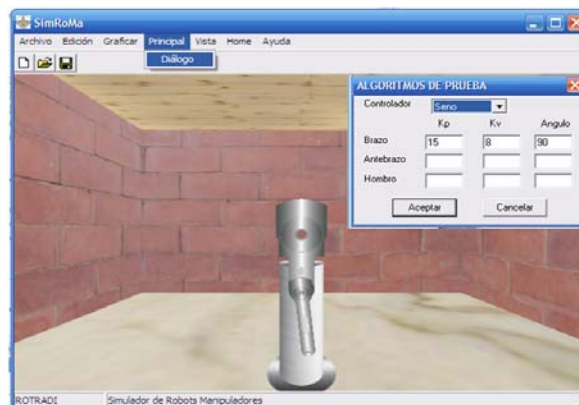 SimRoMa
Archivo Edición Graficar Principal Vista Home Ayuda
Diálogo
ALGORITMOS DE PRUEBA
Controlador Seno
Kp Kv Angulo
Brazo 15 8 90
Antebrazo
Hombro
Aceptar Cancelar
ROTRADI Simulador de Robots Manipuladores